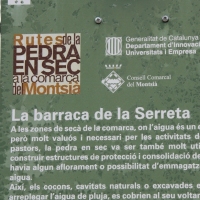 Rutes de la
PEDRA
EN SEC
a la comarca
del Montsià
Generalitat de Catalunya
Departament d'Innovac
Universitats i Empresa
Consell Comarcal
del Montsià
La barraca de la Serreta
A les zones de secà de la comarca, on l'aigua és un
però molt valuós i necessari per les activitats de
pastors, la pedra en sec va ser també molt uti
construir estructures de protecció i consolidació d
havia algun aflorament o possibilitat d'emmagatz
aigua.
Així, els cocons, cavitats naturals o excavades e
arreplegar l'aigua de pluja, es cobrien al seu voltan